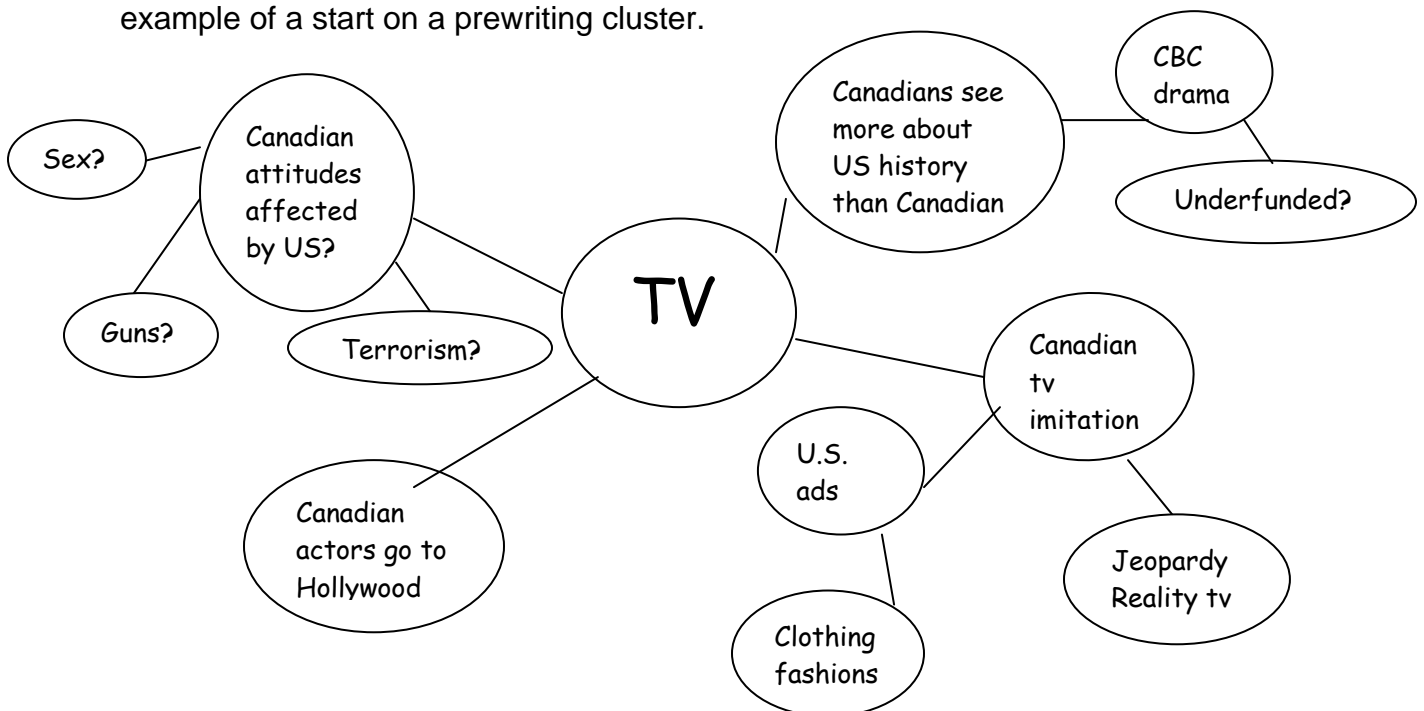 example of a start on a prewriting cluster.
CBC
drama
Canadians see
more about
US history
than Canadian
Canadian
attitudes
affected
by US?
Sex?
Underfunded?
TV
Guns?
Terrorism?
Canadian
tv
imitation
U.S.
ads
Canadian
actors go to
Hollywood
Jeopardy
Reality tv
Clothing
fashions